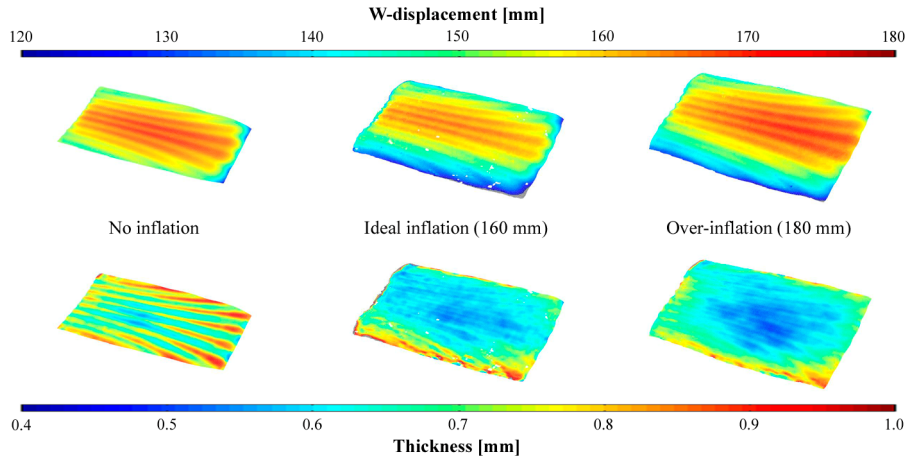 W-displacement [mm]
120 130 140 150 160 170 180
No inflation Ideal inflation (160 mm) Over-inflation (180 mm)
0.4 0.5 0.6 0.7 0.8 0.9 1.0
Thickness [mm]